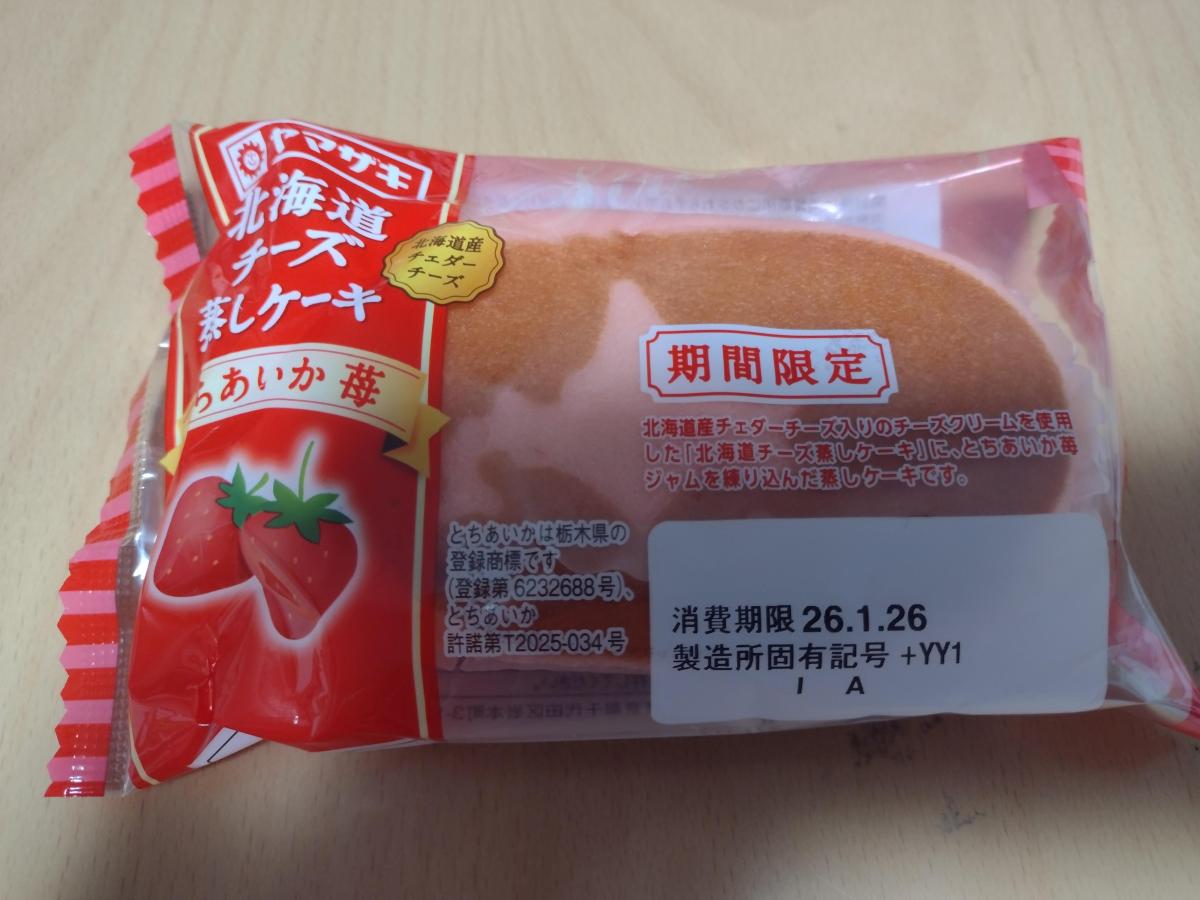 ヤマザキ
北海道
チーズ
蒸しケーキ
北海道産
チェダー
チーズ
ちあいか 苺
期間限定
北海道産チェダーチーズ入りのチーズクリームを使用
した「北海道チーズ蒸しケーキ」に、とちあいか苺
ジャムを練り込んだ蒸しケーキです。
とちあいかは栃木県の
登録商標です
(登録第6232688号)、
とちあいか
許諾第T2025-034号
消費期限 26.1.26
製造所固有記号 +YY1
I A